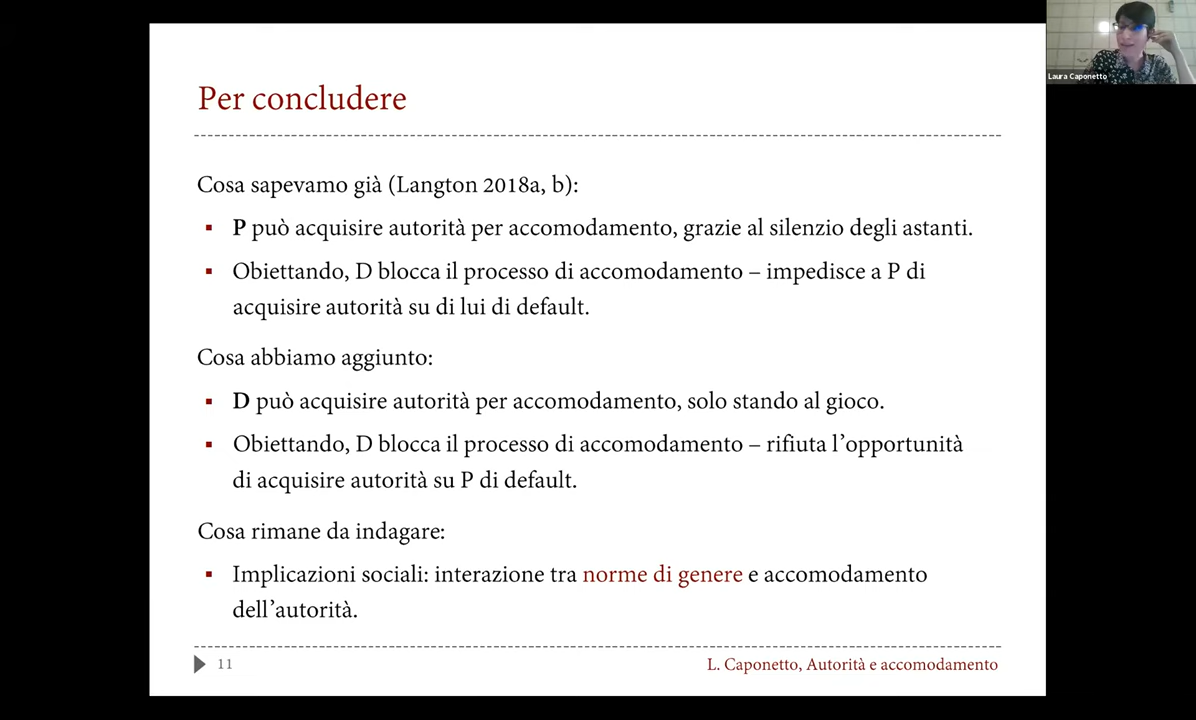 Laura Caponetto
Per concludere
Cosa sapevamo già (Langton 2018a, b):
▪ P può acquisire autorità per accomodamento, grazie al silenzio degli astanti.
▪ Obiettando, D blocca il processo di accomodamento – impedisce a P di
acquisire autorità su di lui di default.
Cosa abbiamo aggiunto:
▪ D può acquisire autorità per accomodamento, solo stando al gioco.
▪ Obiettando, D blocca il processo di accomodamento – rifiuta l’opportunità
di acquisire autorità su P di default.
Cosa rimane da indagare:
▪ Implicazioni sociali: interazione tra norme di genere e accomodamento
dell’autorità.
11
L. Caponetto, Autorità e accomodamento